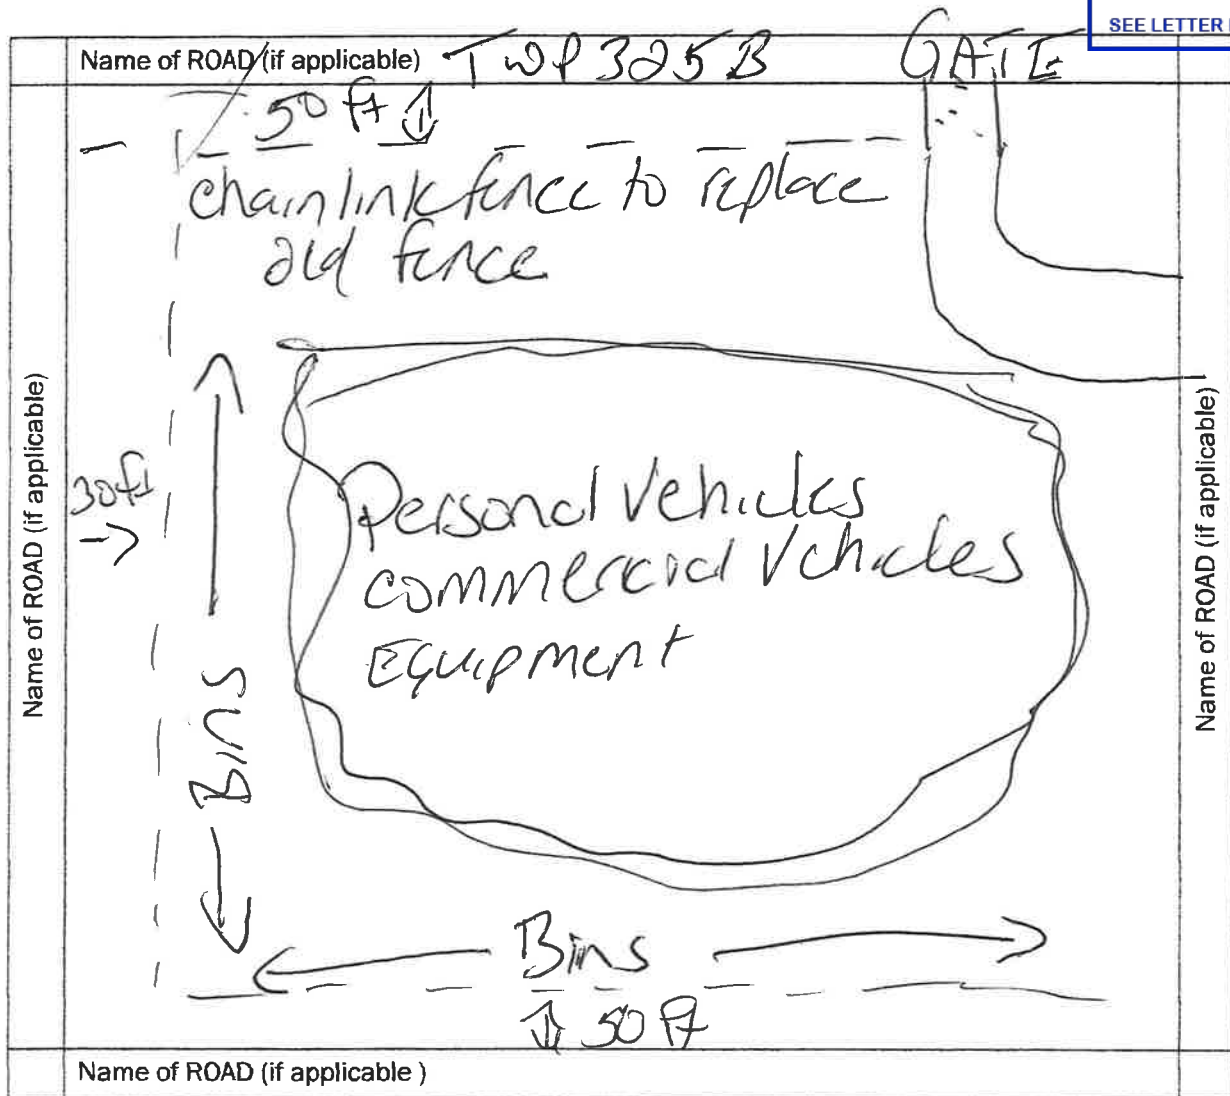 SEE LETTER
Name of ROAD (if applicable) TWP 325 B GATE
50 ft
chainlink fence to replace
old fence
Name of ROAD (if applicable)
30ft
Personal Vehicles
commercial Vehicles
Equipment
Name of ROAD (if applicable)
Bins
Bins
50 ft
Name of ROAD (if applicable )